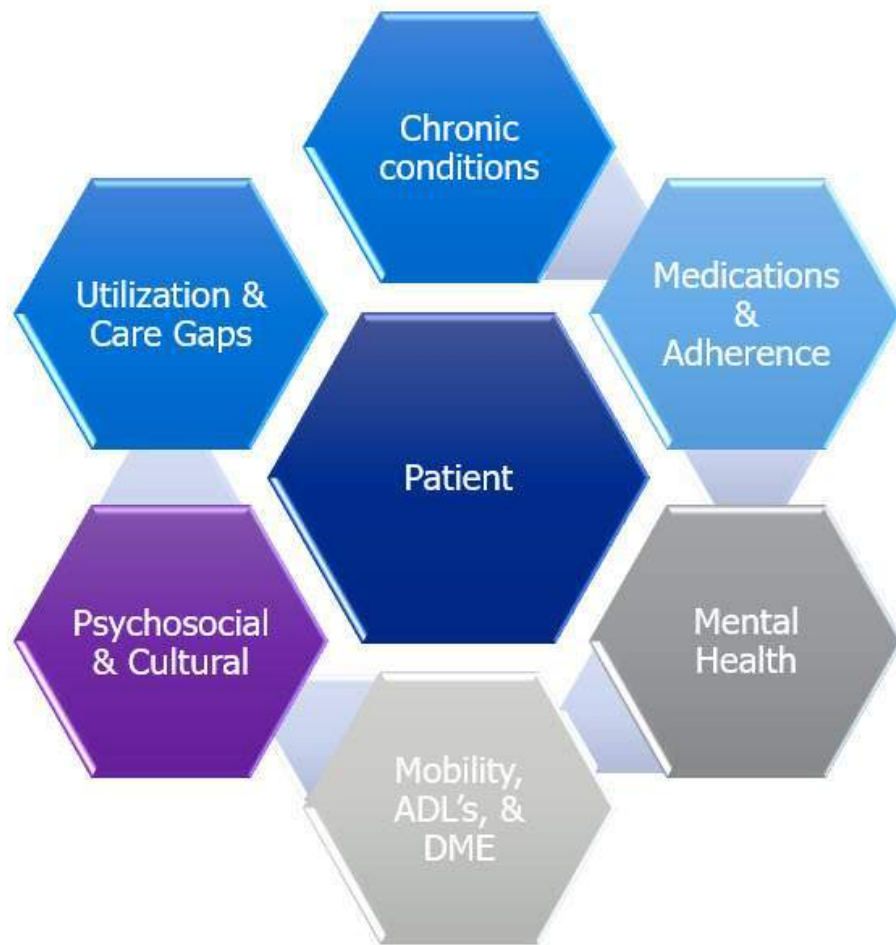 Chronic
conditions
Medications
&
Adherence
Mental
Health
Mobility,
ADL's, &
DME
Psychosocial
& Cultural
Utilization &
Care Gaps
Patient